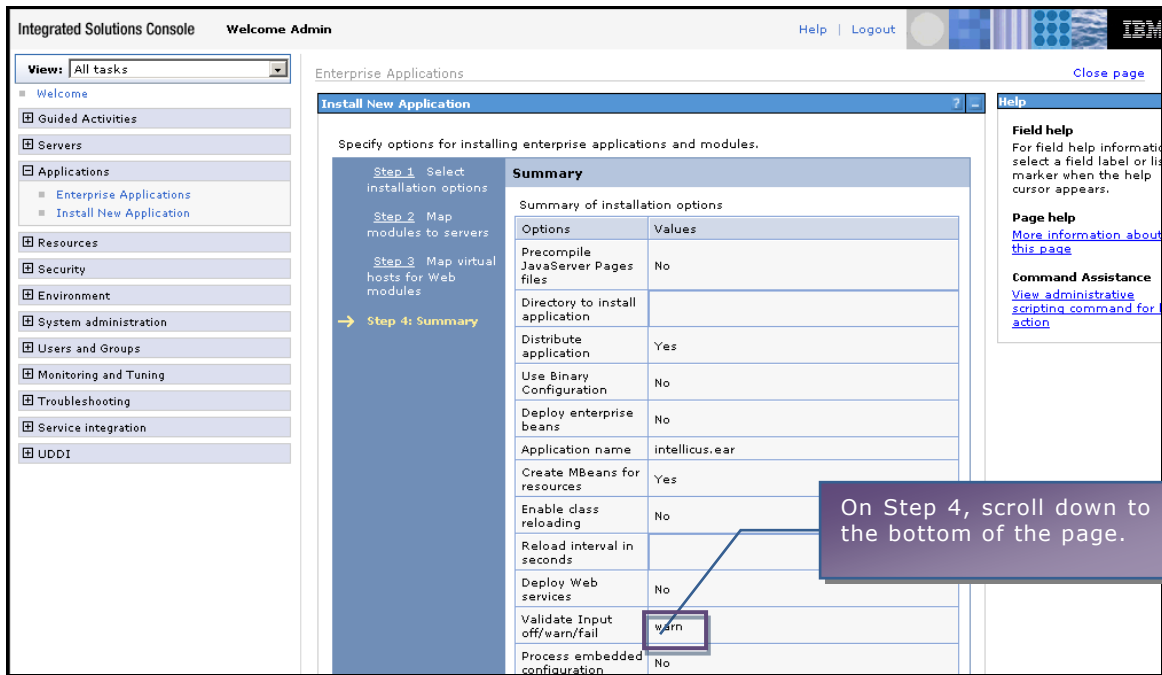 Integrated Solutions Console Welcome Admin
Help | Logout
IBM
View: All tasks
Welcome
Guided Activities
Servers
Applications
Enterprise Applications
Install New Application
Resources
Security
Environment
System administration
Users and Groups
Monitoring and Tuning
Troubleshooting
Service integration
UDDI
Enterprise Applications
Close page
Install New Application ? -
Specify options for installing enterprise applications and modules.
Step 1 Select
installation options
Step 2 Map
modules to servers
Step 3 Map virtual
hosts for Web
modules
Step 4: Summary
Summary
Summary of installation options
Options Values
Precompile
JavaServer Pages
files
No
Directory to install
application
Distribute
application
Yes
Use Binary
Configuration
No
Deploy enterprise
beans
No
Application name intellicus.ear
Create MBeans for
resources
Yes
Enable class
reloading
No
Reload interval in
seconds
Deploy Web
services
No
Validate Input
off/warn/fail
warn
Process embedded
configuration
No
On Step 4, scroll down to
the bottom of the page.
Help
Field help
For field help informatio
select a field label or lis
marker when the help
cursor appears.
Page help
More information about
this page
Command Assistance
View administrative
scripting command for l
action